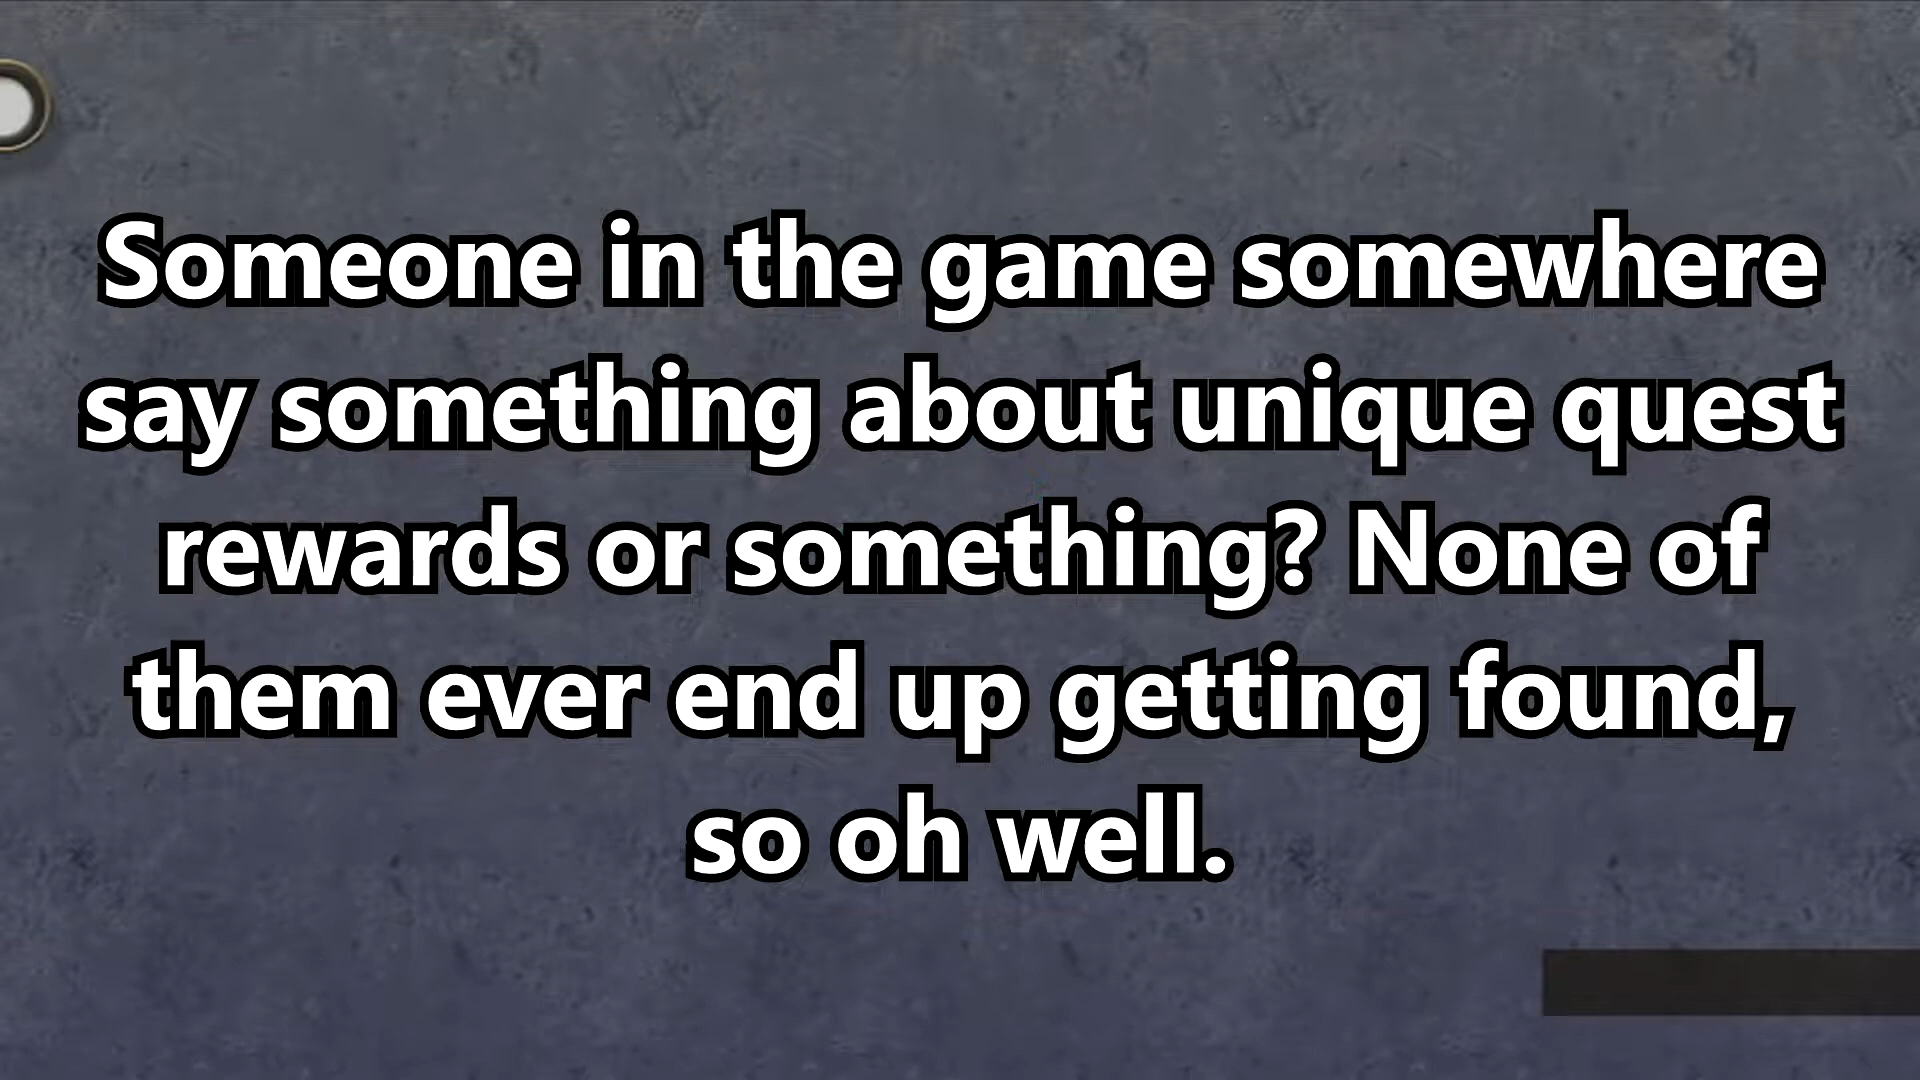 Someone in the game somewhere
say something about unique quest
rewards or something? None of
them ever end up getting found,
so oh well.